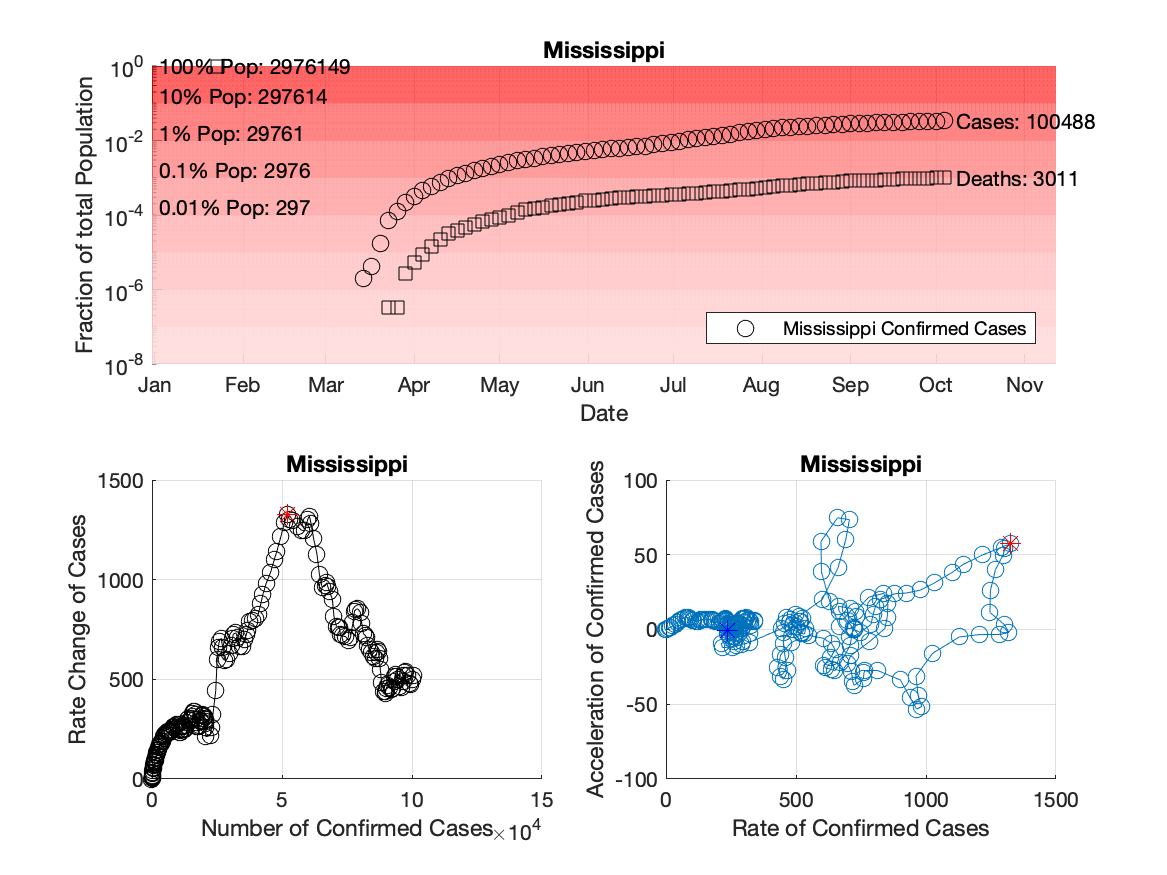 Mississippi
10^0
10^-2
10^-4
10^-6
10^-8
Fraction of total Population
100% Pop: 2976149
10% Pop: 297614
1% Pop: 29761
0.1% Pop: 2976
0.01% Pop: 297
Cases: 100488
Deaths: 3011
Mississippi Confirmed Cases
Jan Feb Mar Apr May Jun Jul Aug Sep Oct Nov
Date
Mississippi
1500
1000
500
0
Rate Change of Cases
0 5 10 15
Number of Confirmed Cases ×10^4
Mississippi
100
50
0
-50
-100
Acceleration of Confirmed Cases
0 500 1000 1500
Rate of Confirmed Cases